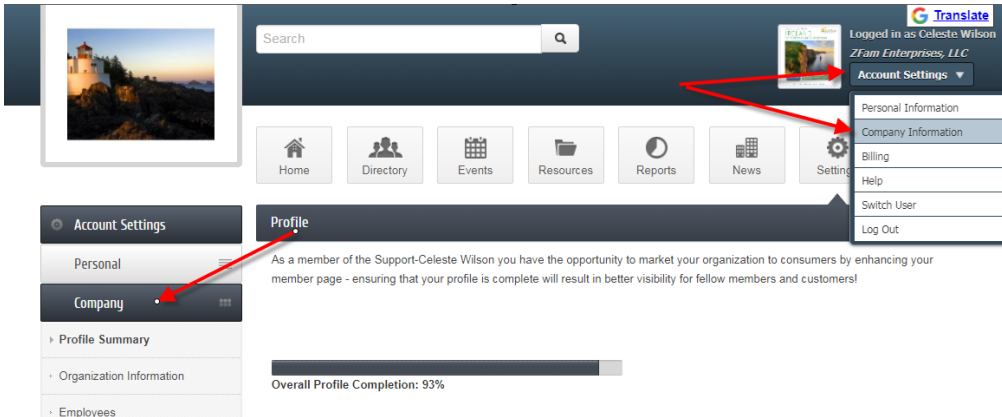 Translate
Search
Logged in as Celeste Wilson
ZFam Enterprises, LLC
Account Settings
Personal Information
Company Information
Billing
Help
Switch User
Log Out
Home
Directory
Events
Resources
Reports
News
Setting
Account Settings
Personal
Company
Profile Summary
Organization Information
Employees
Profile
As a member of the Support-Celeste Wilson you have the opportunity to market your organization to consumers by enhancing your
member page - ensuring that your profile is complete will result in better visibility for fellow members and customers!
Overall Profile Completion: 93%